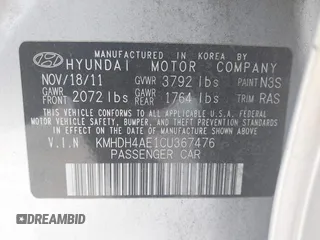 MANUFACTURED IN KOREA BY
HYUNDAI MOTOR COMPANY
NOV/18/11 GVWR 3792 lbs PAINT N3S
GAWR FRONT 2072 lbs GAWR REAR 1764 lbs TRIM RAS
THIS VEHICLE CONFORMS TO ALL APPLICABLE U.S.A. FEDERAL
MOTOR VEHICLE SAFETY, BUMPER, AND THEFT PREVENTION
STANDARDS IN EFFECT ON THE DATE OF MANUFACTURE SHOWN ABOVE.
V.I.N KMHDH4AE1CU367476
PASSENGER CAR
DREAMBID